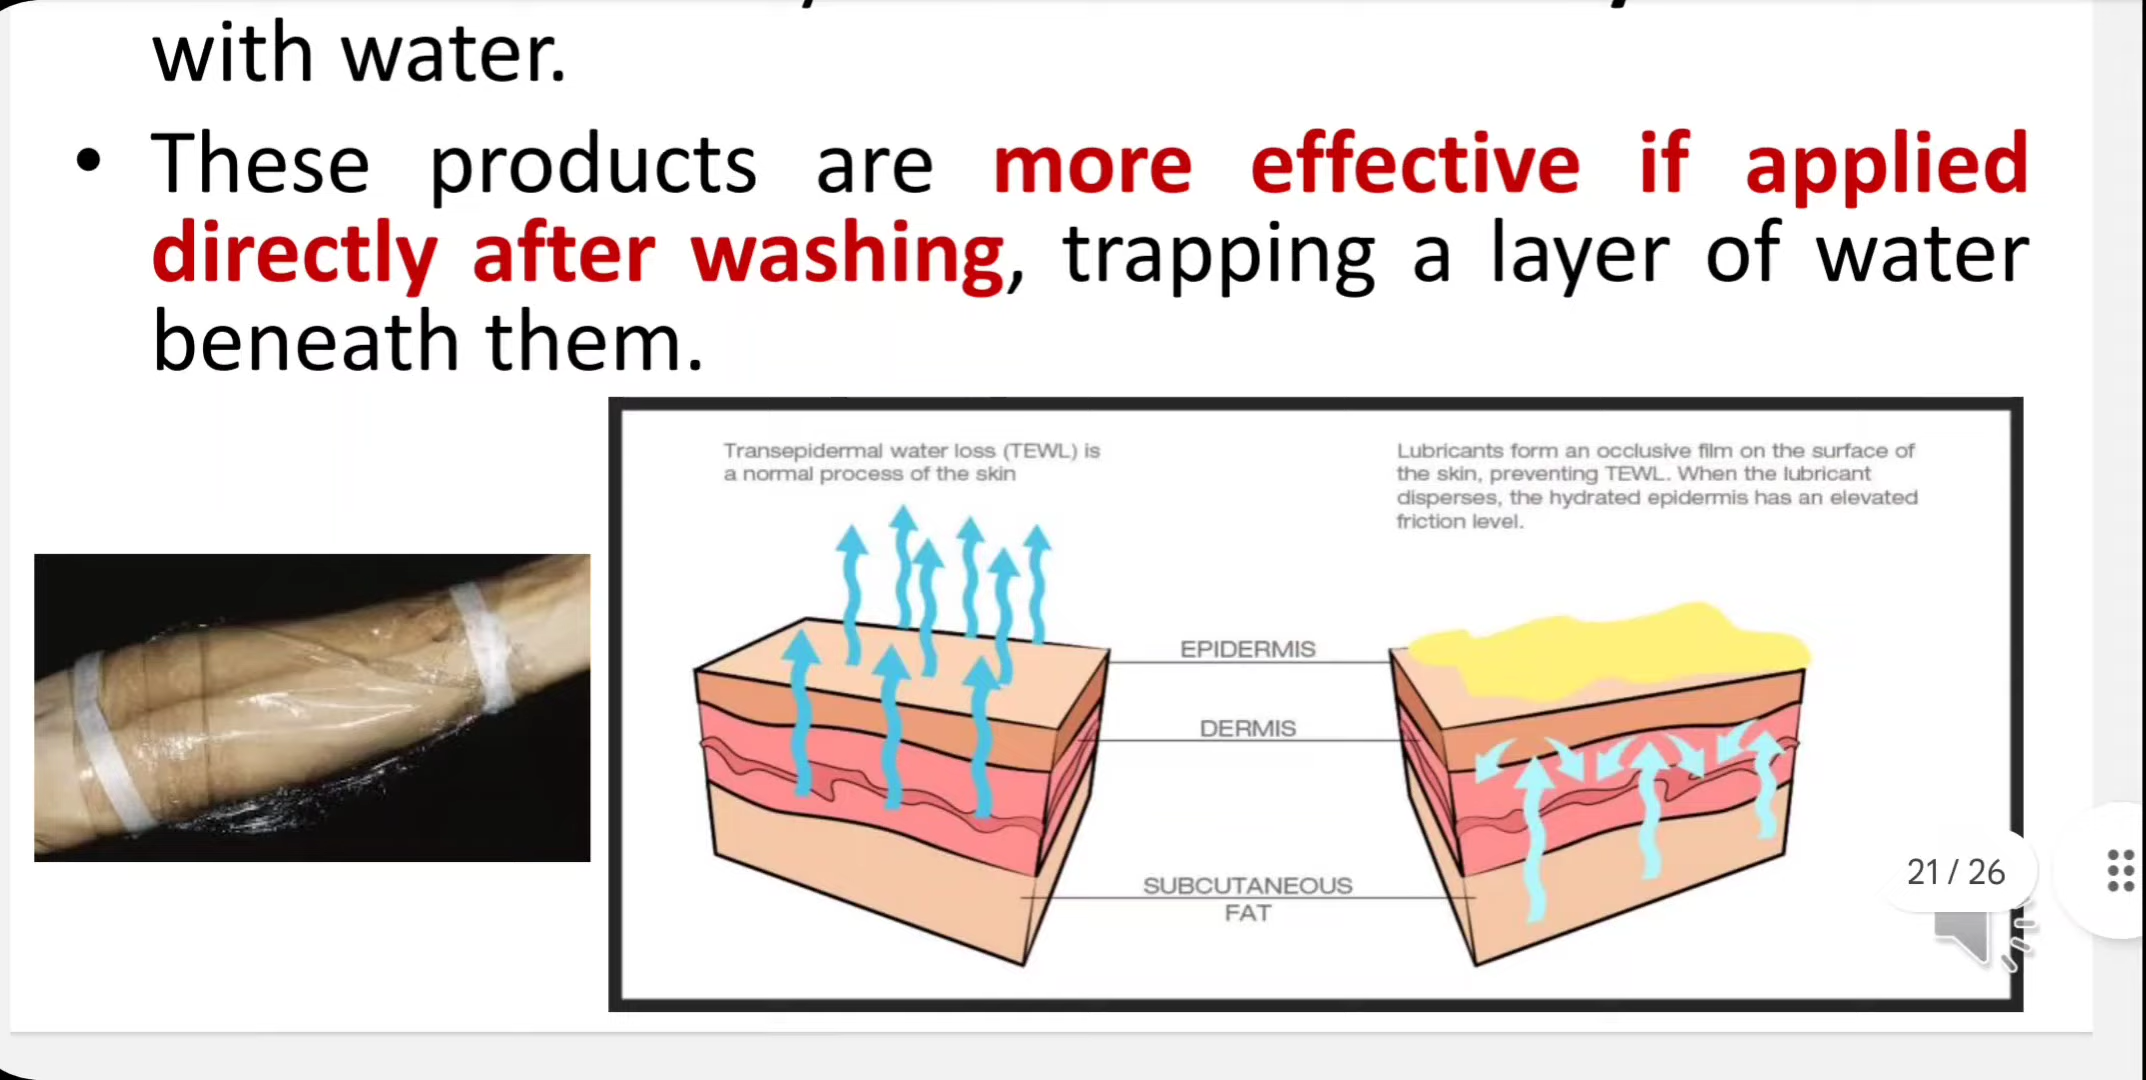 with water.
• These products are more effective if applied
directly after washing, trapping a layer of water
beneath them.
Transepidermal water loss (TEWL) is
a normal process of the skin
Lubricants form an occlusive film on the surface of
the skin, preventing TEWL. When the lubricant
disperses, the hydrated epidermis has an elevated
friction level.
EPIDERMIS
DERMIS
SUBCUTANEOUS
FAT
21 / 26